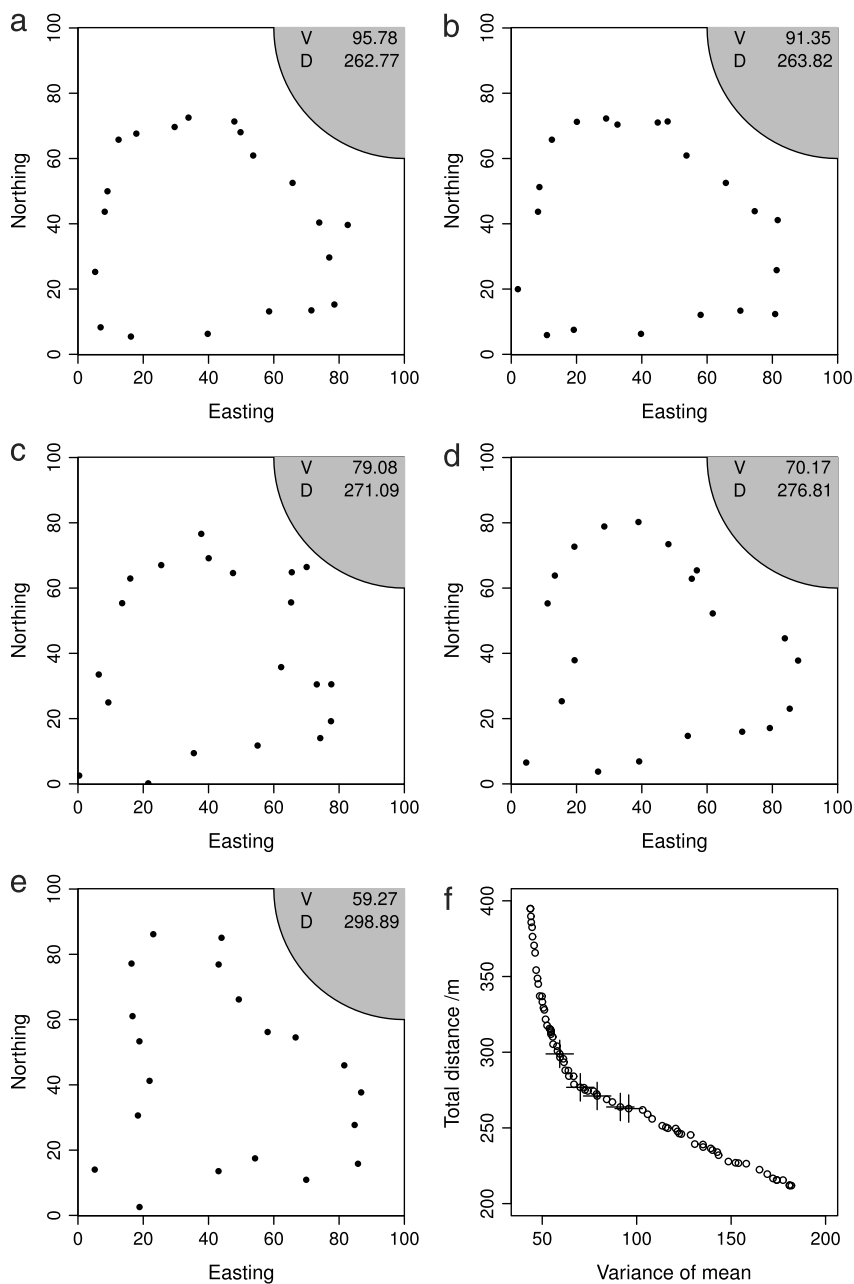 a
V 95.78
D 262.77
Northing
100
80
60
40
20
0
0 20 40 60 80 100
Easting
b
V 91.35
D 263.82
Northing
100
80
60
40
20
0
0 20 40 60 80 100
Easting
c
V 79.08
D 271.09
Northing
100
80
60
40
20
0
0 20 40 60 80 100
Easting
d
V 70.17
D 276.81
Northing
100
80
60
40
20
0
0 20 40 60 80 100
Easting
e
V 59.27
D 298.89
Northing
100
80
60
40
20
0
0 20 40 60 80 100
Easting
f
Total distance /m
400
350
300
250
200
50 100 150 200
Variance of mean